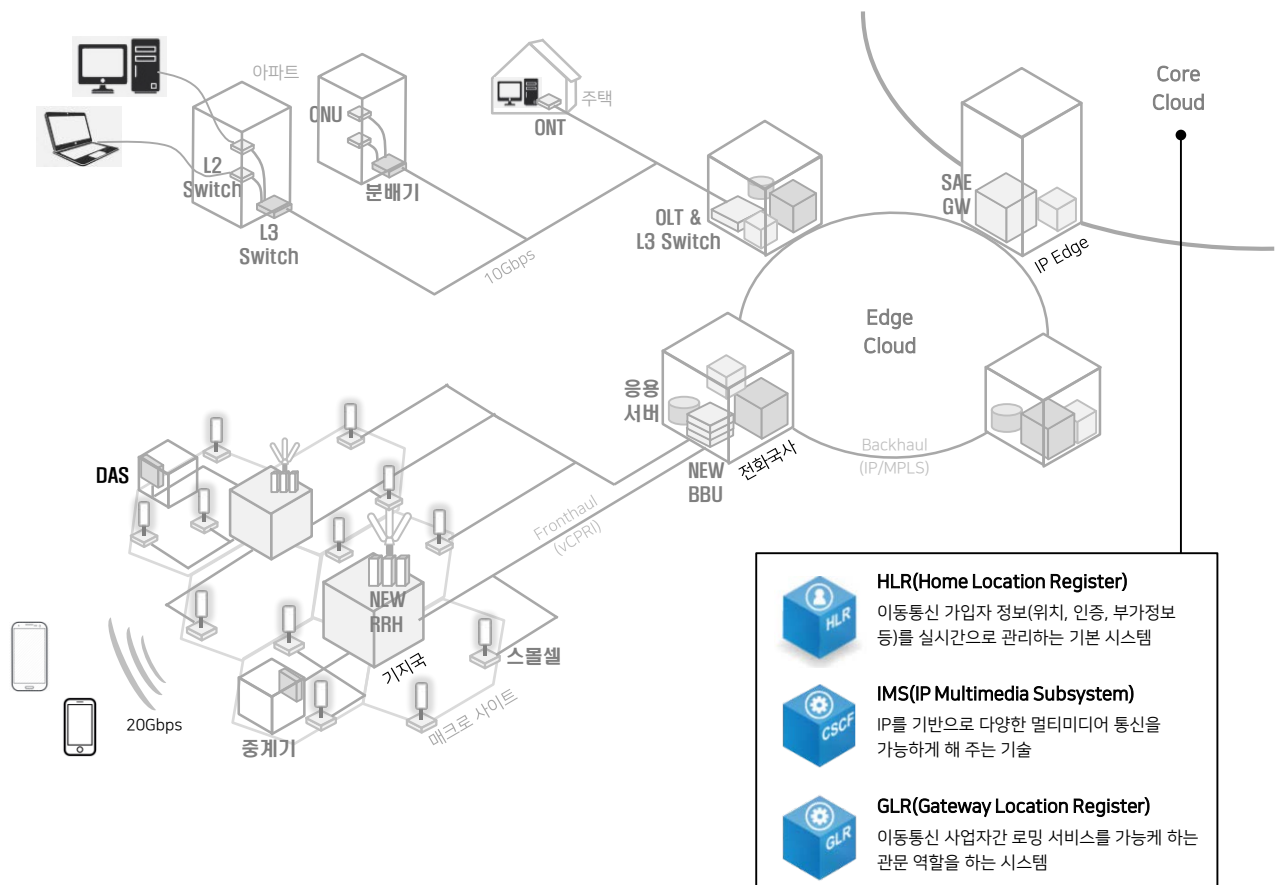 아파트
L2
Switch
L3
Switch
ONU
분배기
주택
ONT
10Gbps
OLT &
L3 Switch
SAE
GW
IP Edge
Core
Cloud
Edge
Cloud
응용
서버
NEW
BBU
전화국사
Backhaul
(IP/MPLS)
Fronthaul
(vCPRI)
DAS
NEW
RRH
기지국
스몰셀
매크로 사이트
중계기
20Gbps
HLR
HLR(Home Location Register)
이동통신 가입자 정보(위치, 인증, 부가정보
등)를 실시간으로 관리하는 기본 시스템
CSCF
IMS(IP Multimedia Subsystem)
IP를 기반으로 다양한 멀티미디어 통신을
가능하게 해 주는 기술
GLR
GLR(Gateway Location Register)
이동통신 사업자간 로밍 서비스를 가능케 하는
관문 역할을 하는 시스템